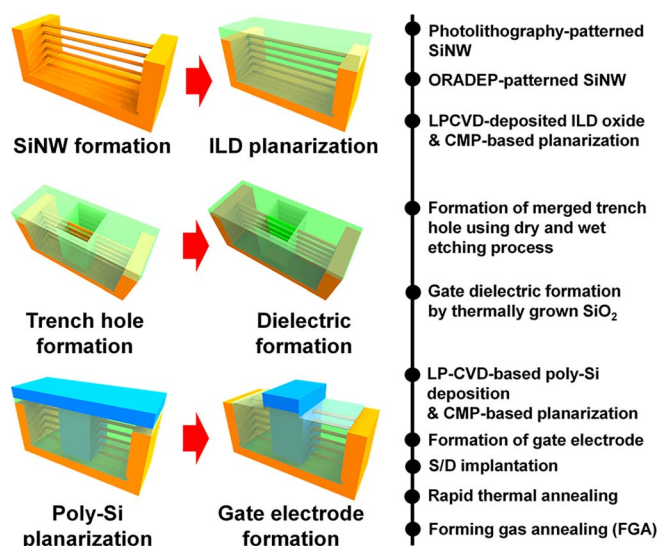 SiNW formation
ILD planarization
Trench hole
formation
Dielectric
formation
Poly-Si
planarization
Gate electrode
formation
Photolithography-patterned
SiNW
ORADEP-patterned SiNW
LPCVD-deposited ILD oxide
& CMP-based planarization
Formation of merged trench
hole using dry and wet
etching process
Gate dielectric formation
by thermally grown SiO₂
LP-CVD-based poly-Si
deposition
& CMP-based planarization
Formation of gate electrode
S/D implantation
Rapid thermal annealing
Forming gas annealing (FGA)